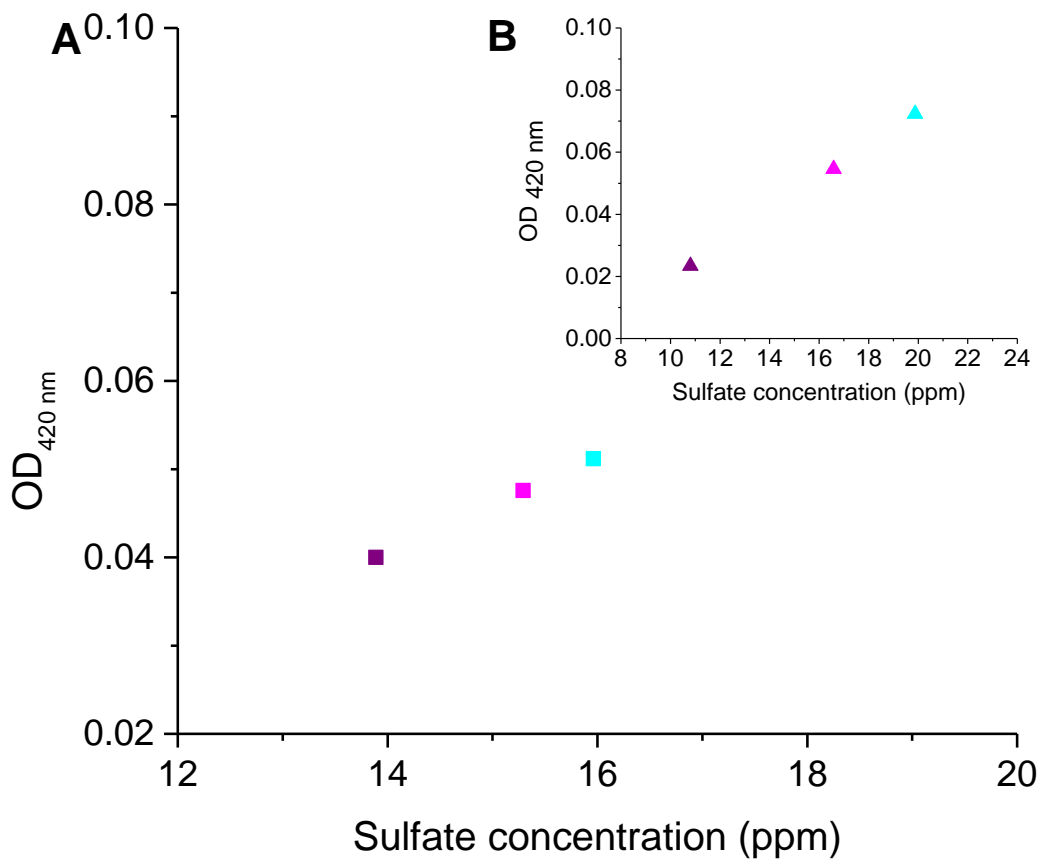 A
0.10
0.08
0.06
0.04
0.02
OD420 nm
12 14 16 18 20
Sulfate concentration (ppm)
B
0.10
0.08
0.06
0.04
0.02
0.00
OD 420 nm
8 10 12 14 16 18 20 22 24
Sulfate concentration (ppm)